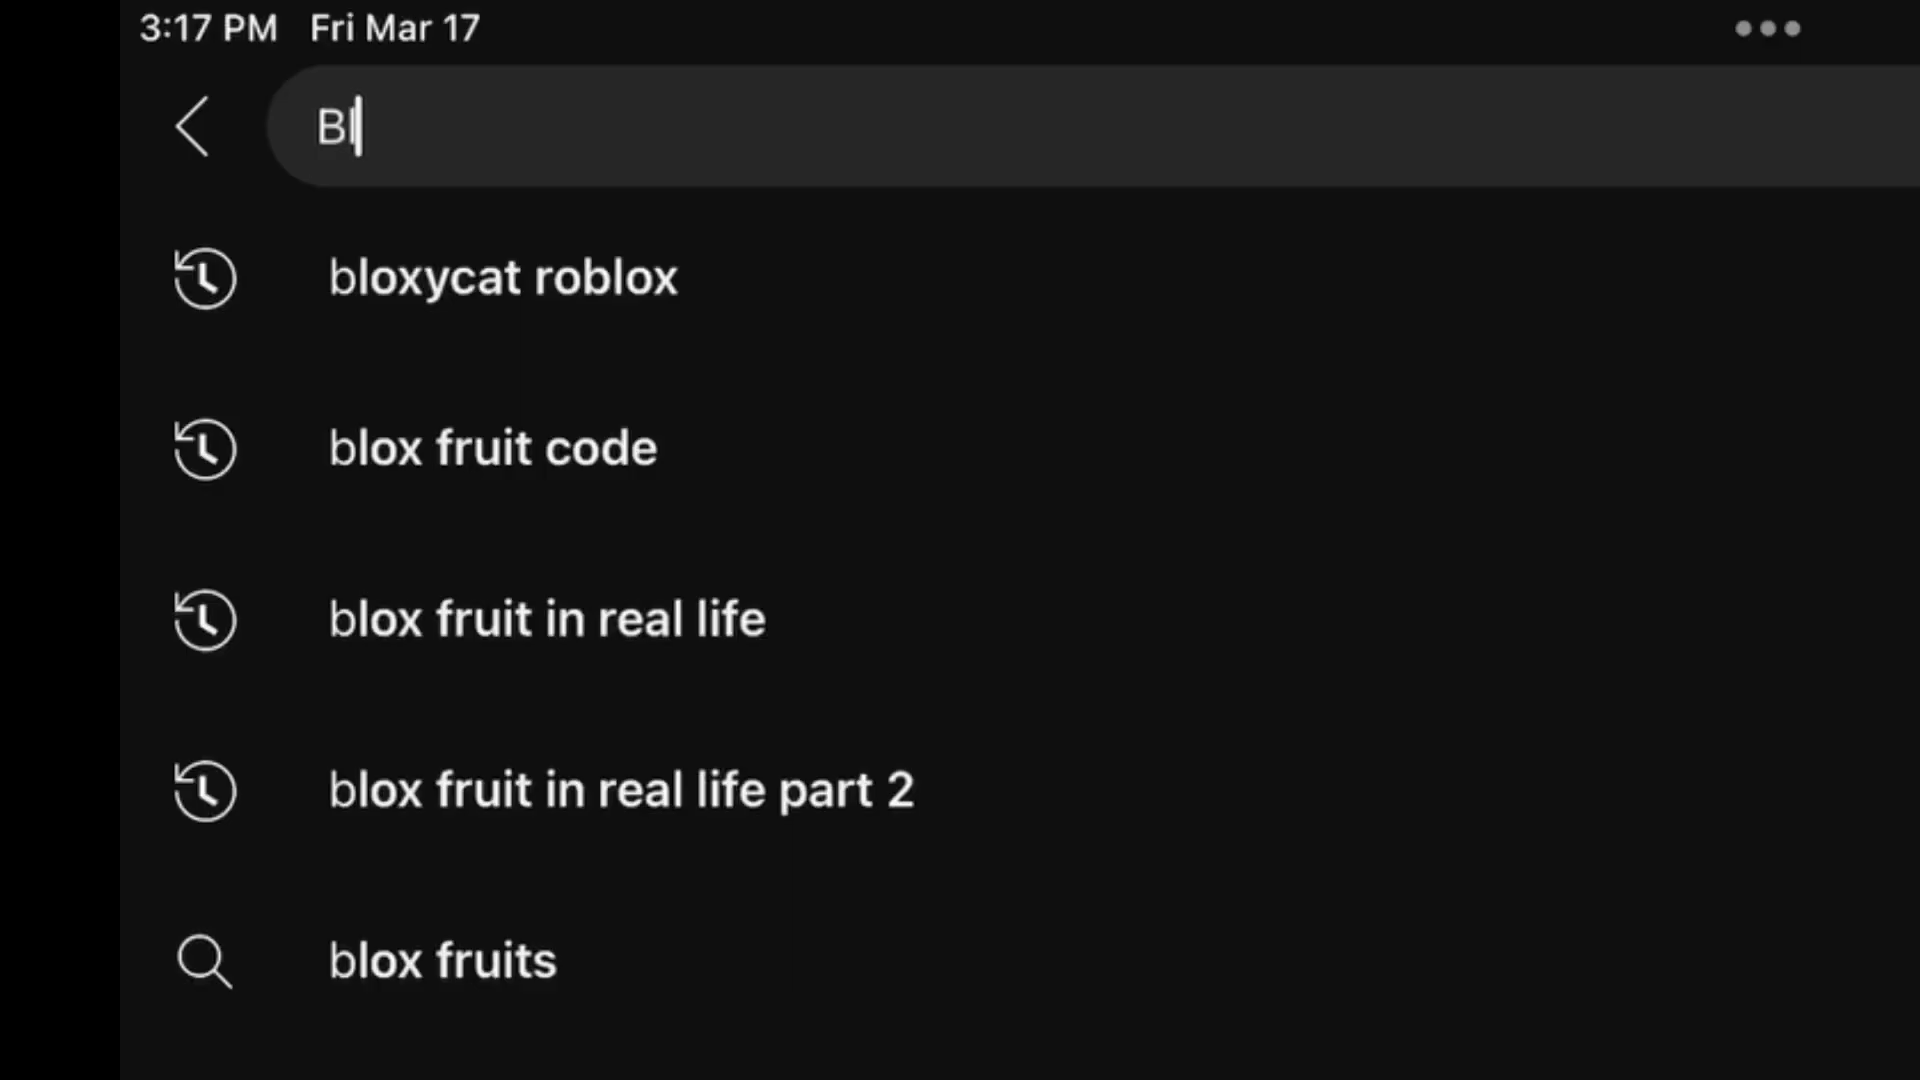 3:17 PM Fri Mar 17
Bl
bloxycat roblox
blox fruit code
blox fruit in real life
blox fruit in real life part 2
blox fruits